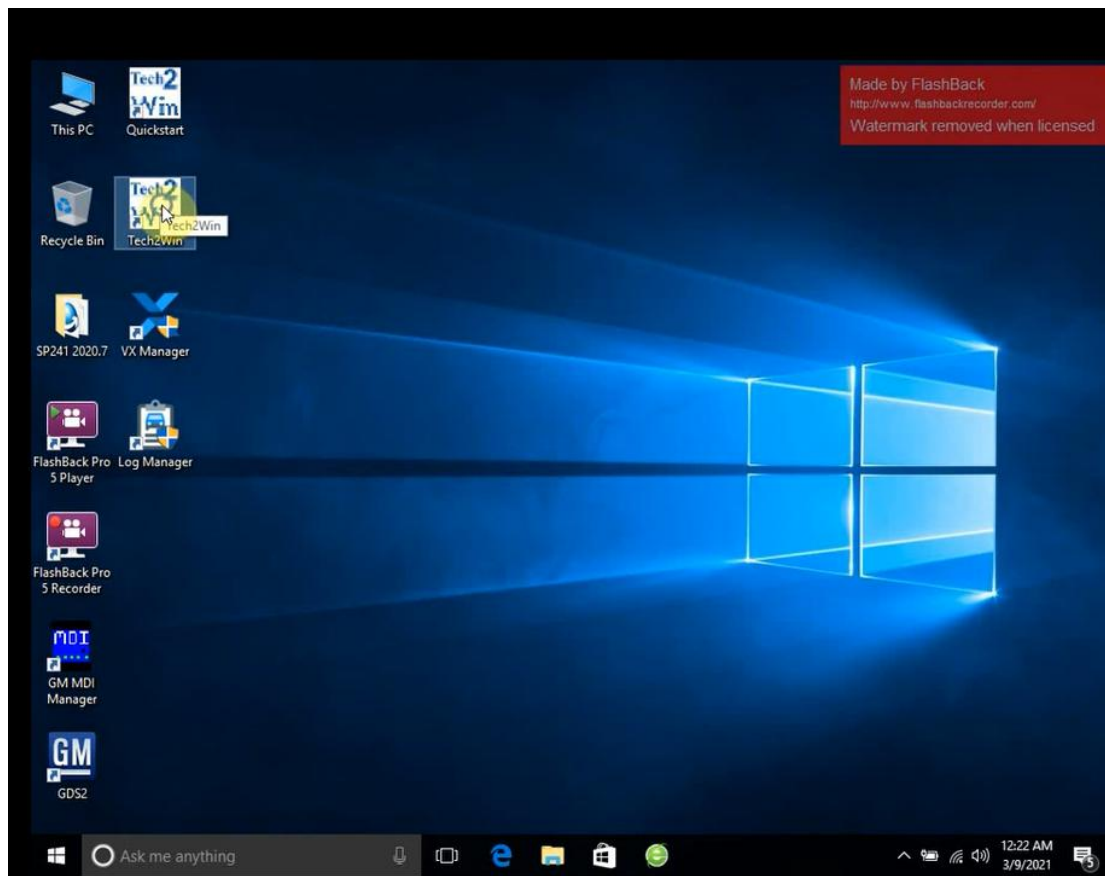 Made by FlashBack
http://www.flashbackrecorder.com/
Watermark removed when licensed
Tech2
Win
This PC
Quickstart
Tech2
Tech2Win
Recycle Bin
Tech2Win
SP241 2020.7
VX Manager
FlashBack Pro
5 Player
Log Manager
FlashBack Pro
5 Recorder
MDI
GM MDI
Manager
GM
GDS2
Ask me anything
12:22 AM
3/9/2021
5